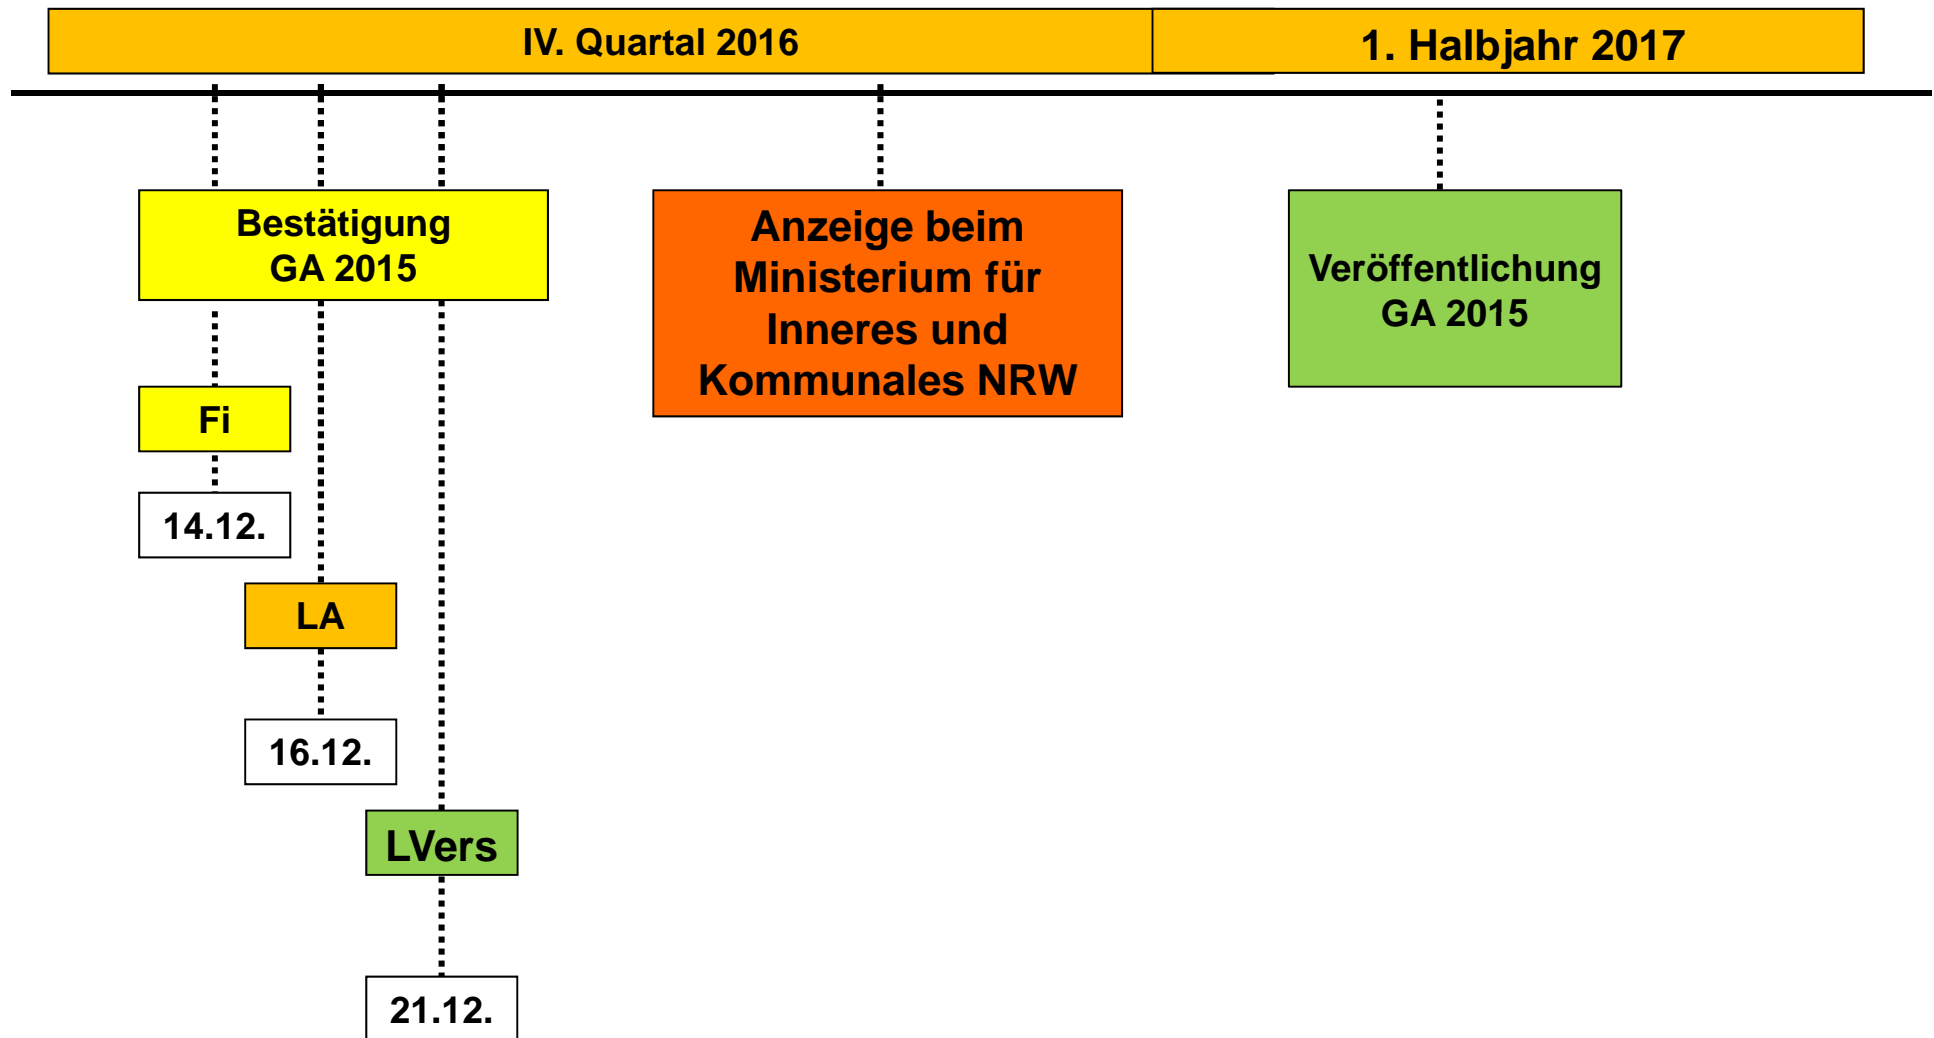 IV. Quartal 2016
1. Halbjahr 2017
Bestätigung
GA 2015
Anzeige beim
Ministerium für
Inneres und
Kommunales NRW
Veröffentlichung
GA 2015
Fi
14.12.
LA
16.12.
LVers
21.12.